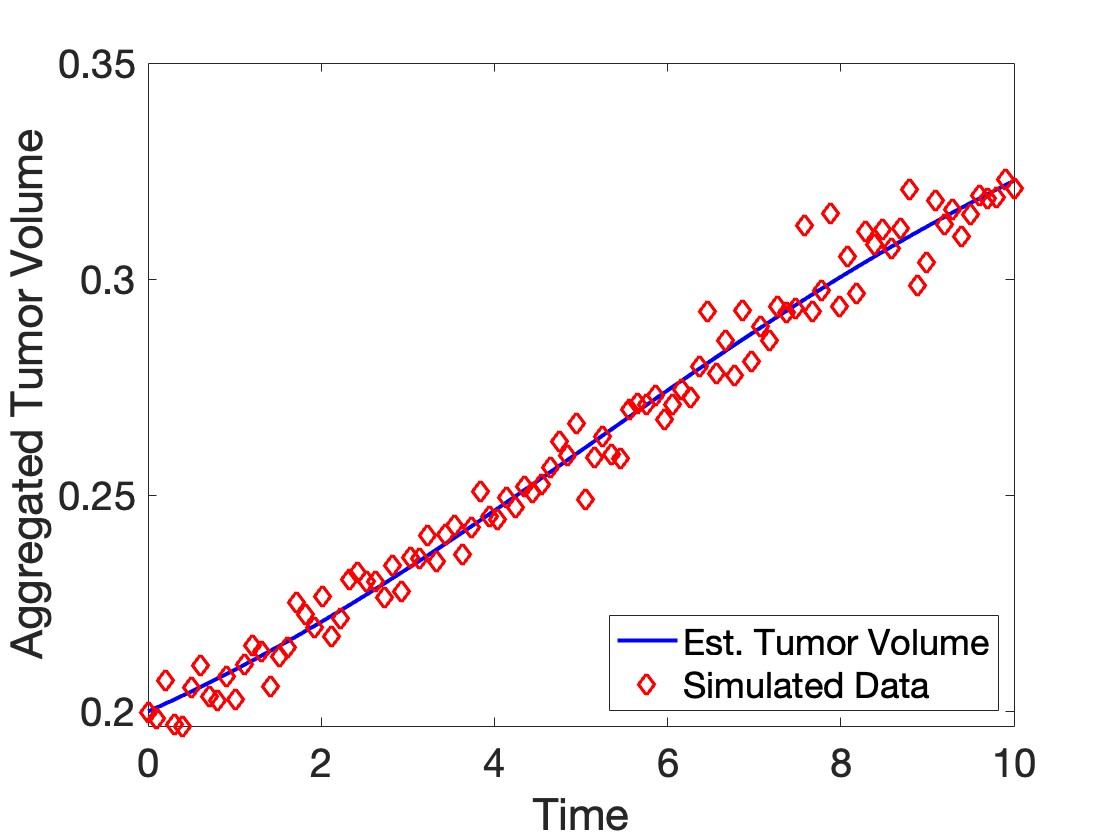 0.35
0.3
0.25
0.2
Aggregated Tumor Volume
Est. Tumor Volume
Simulated Data
0 2 4 6 8 10
Time